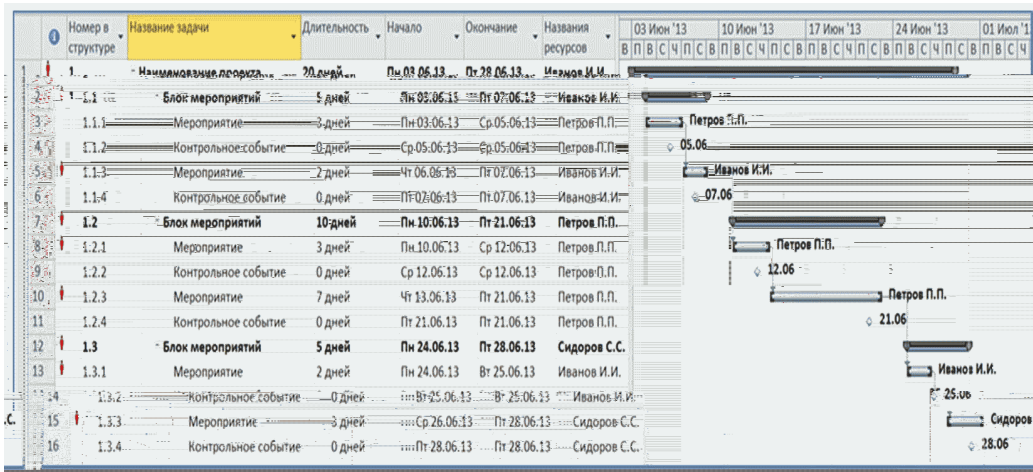 Номер в структуре Название задачи Длительность Начало Окончание Названия ресурсов 03 Июн '13 10 Июн '13 17 Июн '13 24 Июн '13 01 Июл '1
В П В С Ч П С В П В С Ч П С В П В С Ч П С В П В С Ч П С В П В С Ч
1 1 Наименование проекта 20 дней Пн 03.06.13 Пт 28.06.13 Иванов И.И.
2 1.1 Блок мероприятий 5 дней Пн 03.06.13 Пт 07.06.13 Иванов И.И.
3 1.1.1 Мероприятие 3 дней Пн 03.06.13 Ср 05.06.13 Петров П.П. Петров П.П.
4 1.1.2 Контрольное событие 0 дней Ср 05.06.13 Ср 05.06.13 Петров П.П. 05.06
5 1.1.3 Мероприятие 2 дней Чт 06.06.13 Пт 07.06.13 Иванов И.И. Иванов И.И.
6 1.1.4 Контрольное событие 0 дней Пт 07.06.13 Пт 07.06.13 Иванов И.И. 07.06
7 1.2 Блок мероприятий 10 дней Пн 10.06.13 Пт 21.06.13 Петров П.П.
8 1.2.1 Мероприятие 3 дней Пн 10.06.13 Ср 12.06.13 Петров П.П. Петров П.П.
9 1.2.2 Контрольное событие 0 дней Ср 12.06.13 Ср 12.06.13 Петров П.П. 12.06
10 1.2.3 Мероприятие 7 дней Чт 13.06.13 Пт 21.06.13 Петров П.П. Петров П.П.
11 1.2.4 Контрольное событие 0 дней Пт 21.06.13 Пт 21.06.13 Петров П.П. 21.06
12 1.3 Блок мероприятий 5 дней Пн 24.06.13 Пт 28.06.13 Сидоров С.С.
13 1.3.1 Мероприятие 2 дней Пн 24.06.13 Вт 25.06.13 Иванов И.И. Иванов И.И.
14 1.3.2 Контрольное событие 0 дней Вт 25.06.13 Вт 25.06.13 Иванов И.И. 25.06
.С. 15 1.3.3 Мероприятие 3 дней Ср 26.06.13 Пт 28.06.13 Сидоров С.С. Сидоров
16 1.3.4 Контрольное событие 0 дней Пт 28.06.13 Пт 28.06.13 Сидоров С.С. 28.06